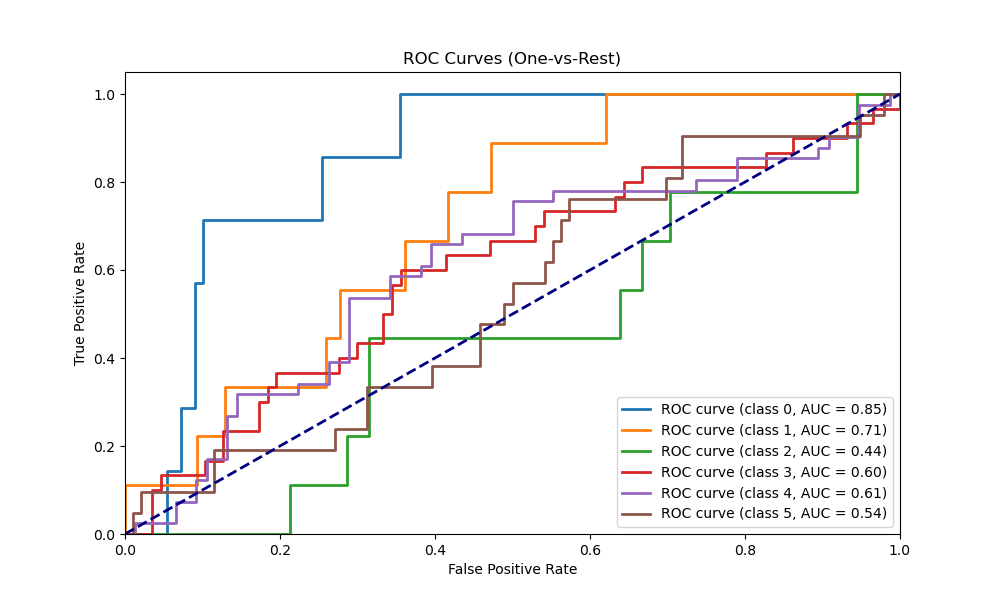 ROC Curves (One-vs-Rest)
True Positive Rate
1.0
0.8
0.6
0.4
0.2
0.0
0.0 0.2 0.4 0.6 0.8 1.0
False Positive Rate
ROC curve (class 0, AUC = 0.85)
ROC curve (class 1, AUC = 0.71)
ROC curve (class 2, AUC = 0.44)
ROC curve (class 3, AUC = 0.60)
ROC curve (class 4, AUC = 0.61)
ROC curve (class 5, AUC = 0.54)